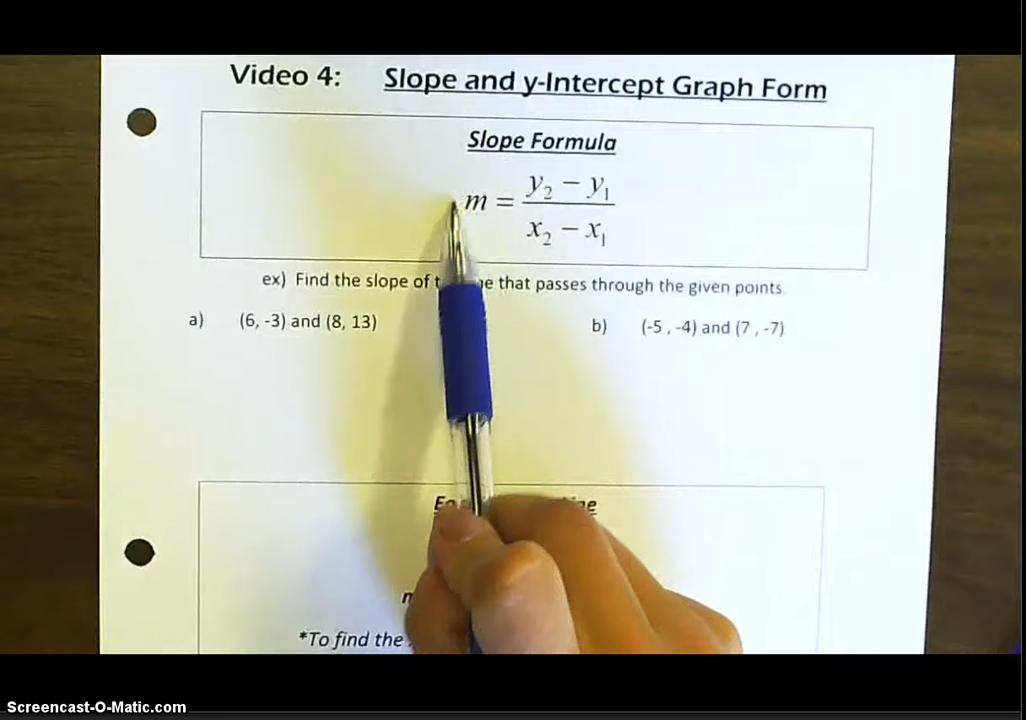 Video 4: Slope and y-Intercept Graph Form
Slope Formula
m = y₂ − y₁ / x₂ − x₁
ex) Find the slope of that passes through the given points.
a) (6, -3) and (8, 13) b) (-5 , -4) and (7 , -7)
*To find the
Screencast-O-Matic.com